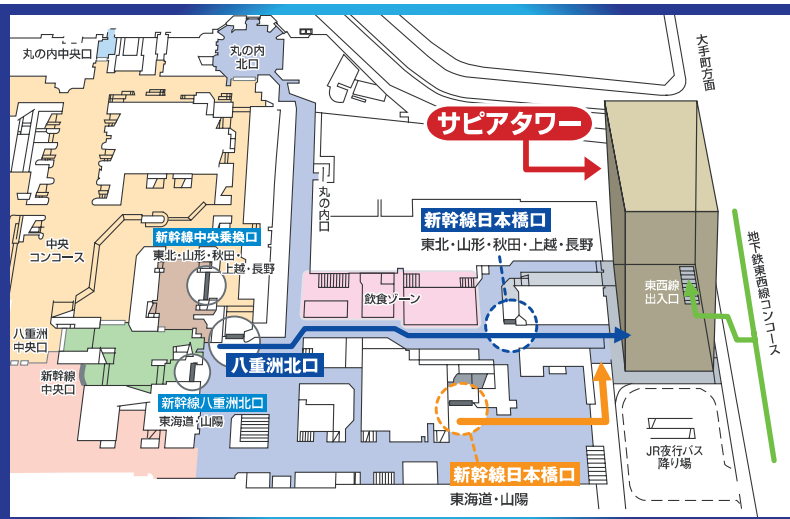 丸の内中央口
丸の内
北口
大手町方面
サピアタワー
丸の内口
新幹線日本橋口
東北・山形・秋田・上越・長野
新幹線中央乗換口
東北・山形・秋田・
上越・長野
中央
コンコース
地下鉄東西線コンコース
東西線
出入口
飲食ゾーン
八重洲
中央口
八重洲北口
新幹線
中央口
新幹線八重洲北口
東海道・山陽
JR夜行バス
降り場
新幹線日本橋口
東海道・山陽